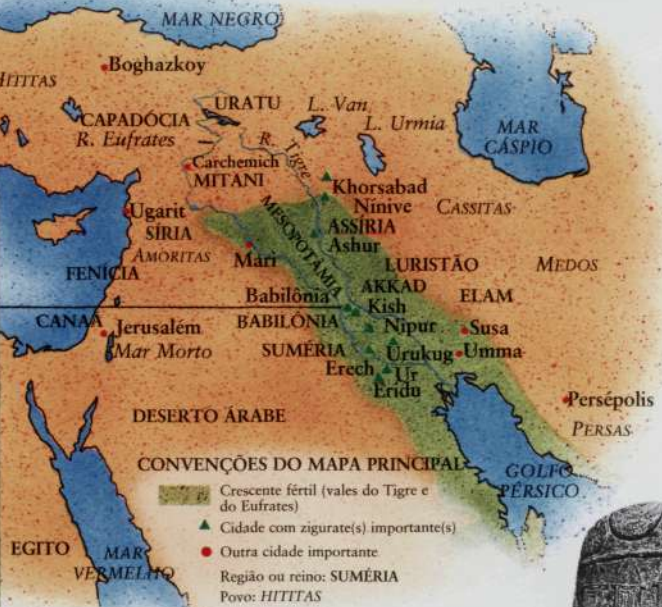 MAR NEGRO
Boghazkoy
HITITAS
URATU
L. Van
CAPADÓCIA
R. Eufrates
R. Tigre
L. Urmia
MAR
CÁSPIO
Carchemich
MITANI
Khorsabad
Nínive
CASSITAS
Ugarit
SÍRIA
AMORITAS
MESOPOTÂMIA
ASSÍRIA
Ashur
Mari
FENÍCIA
LURISTÃO
MEDOS
AKKAD
ELAM
Babilônia
Kish
CANAÃ
Jerusalém
BABILÔNIA
Nipur
Susa
Mar Morto
SUMÉRIA
Urukug
Umma
Erech
Ur
Eridu
Persépolis
PERSAS
DESERTO ÁRABE
CONVENÇÕES DO MAPA PRINCIPAL
GOLFO
PÉRSICO
Crescente fértil (vales do Tigre e
do Eufrates)
Cidade com zigurate(s) importante(s)
EGITO
MAR
VERMELHO
Outra cidade importante
Região ou reino: SUMÉRIA
Povo: HITITAS